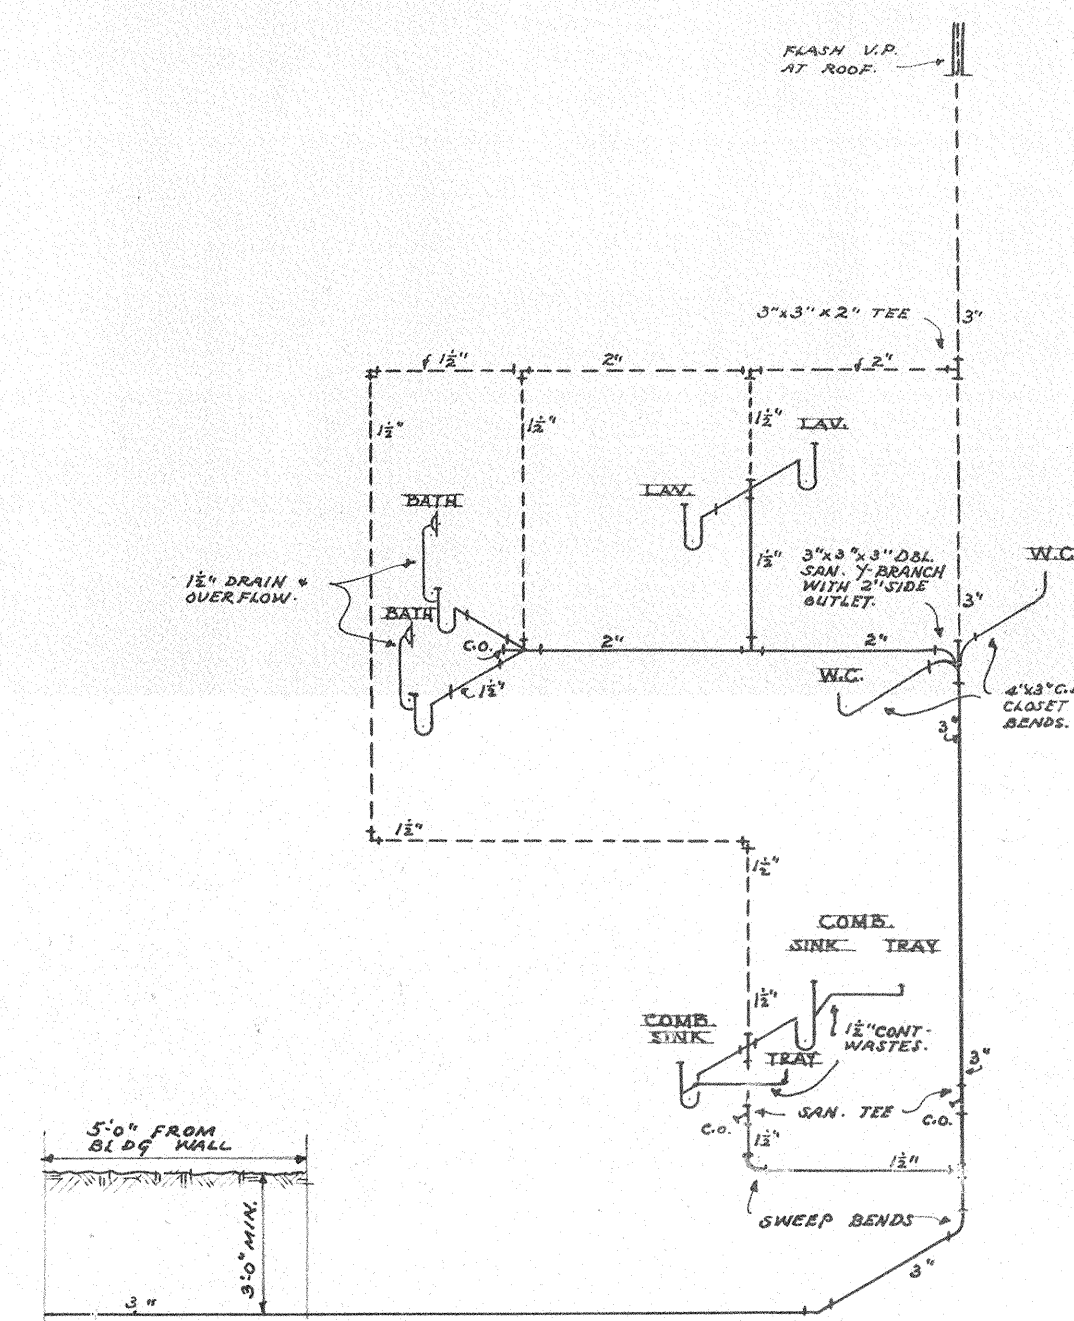 FLASH V.P.
AT ROOF.
3"x3"x2" TEE
3"
1½"
2"
2"
1½"
1½"
1½"
LAV.
LAV.
BATH
1½" DRAIN &
OVERFLOW.
BATH
C.O.
1½"
2"
1½"
3"x3"x3" DBL.
SAN. Y-BRANCH
WITH 2" SIDE
OUTLET.
2"
3"
W.C.
W.C.
4"x3" C.I.
CLOSET
BENDS.
3"
1½"
1½"
COMB.
SINK TRAY
1½"
COMB.
SINK
1½" CONT-
WASTES.
TRAY
3"
SAN. TEE
C.O.
C.O.
1½"
1½"
SWEEP BENDS
3"
5'-0" FROM
BLDG WALL
3'-0" MIN.
3"